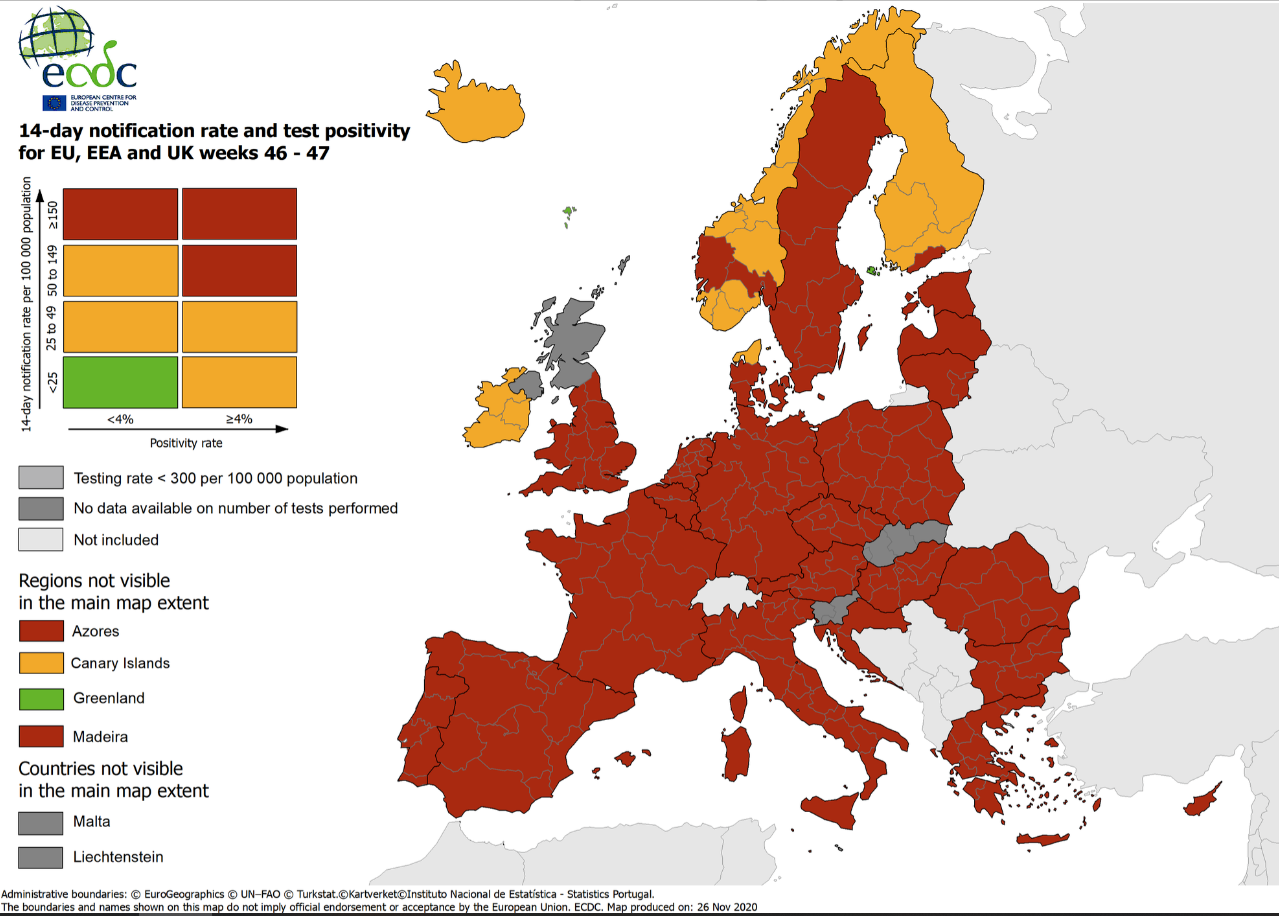 ecdc
EUROPEAN CENTRE FOR
DISEASE PREVENTION
AND CONTROL
14-day notification rate and test positivity
for EU, EEA and UK weeks 46 - 47
14-day notification rate per 100 000 population
≥150
50 to 149
25 to 49
<25
<4%
≥4%
Positivity rate
Testing rate < 300 per 100 000 population
No data available on number of tests performed
Not included
Regions not visible
in the main map extent
Azores
Canary Islands
Greenland
Madeira
Countries not visible
in the main map extent
Malta
Liechtenstein
Administrative boundaries: © EuroGeographics © UN–FAO © Turkstat.©Kartverket©Instituto Nacional de Estatística - Statistics Portugal.
The boundaries and names shown on this map do not imply official endorsement or acceptance by the European Union. ECDC. Map produced on: 26 Nov 2020